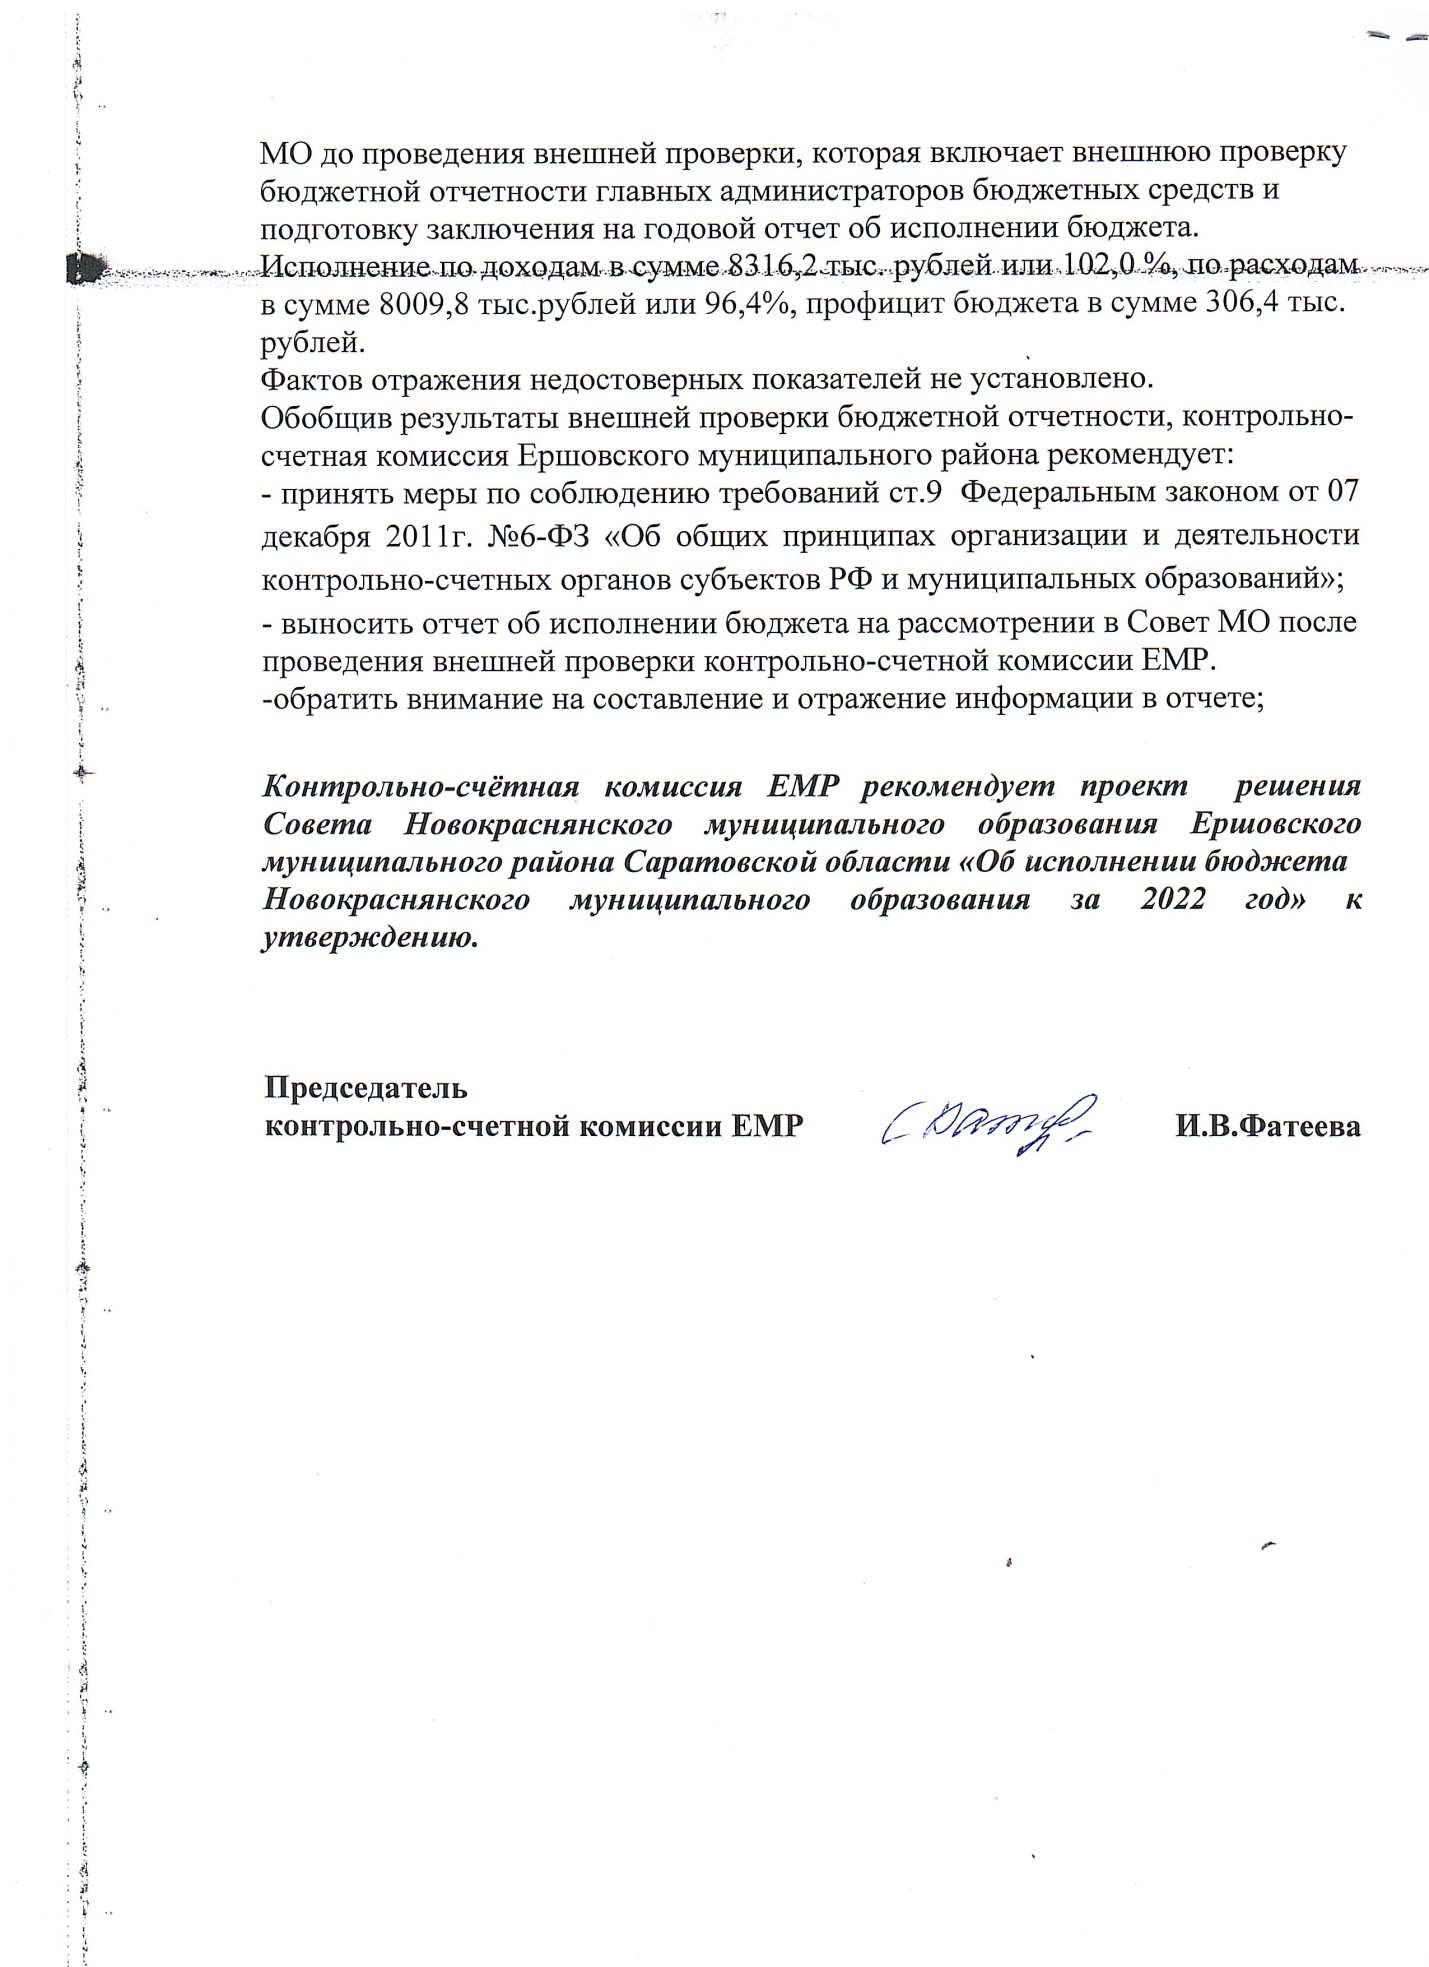 МО до проведения внешней проверки, которая включает внешнюю проверку
бюджетной отчетности главных администраторов бюджетных средств и
подготовку заключения на годовой отчет об исполнении бюджета.
Исполнение по доходам в сумме 8316,2 тыс. рублей или 102,0 %, по расходам
в сумме 8009,8 тыс.рублей или 96,4%, профицит бюджета в сумме 306,4 тыс.
рублей.
Фактов отражения недостоверных показателей не установлено.
Обобщив результаты внешней проверки бюджетной отчетности, контрольно-
счетная комиссия Ершовского муниципального района рекомендует:
- принять меры по соблюдению требований ст.9  Федеральным законом от 07
декабря 2011г. №6-ФЗ «Об общих принципах организации и деятельности
контрольно-счетных органов субъектов РФ и муниципальных образований»;
- выносить отчет об исполнении бюджета на рассмотрении в Совет МО после
проведения внешней проверки контрольно-счетной комиссии ЕМР.
-обратить внимание на составление и отражение информации в отчете;
Контрольно-счётная комиссия ЕМР рекомендует проект  решения
Совета Новокраснянского муниципального образования Ершовского
муниципального района Саратовской области «Об исполнении бюджета
Новокраснянского муниципального образования за 2022 год» к
утверждению.
Председатель
контрольно-счетной комиссии ЕМР И.В.Фатеева